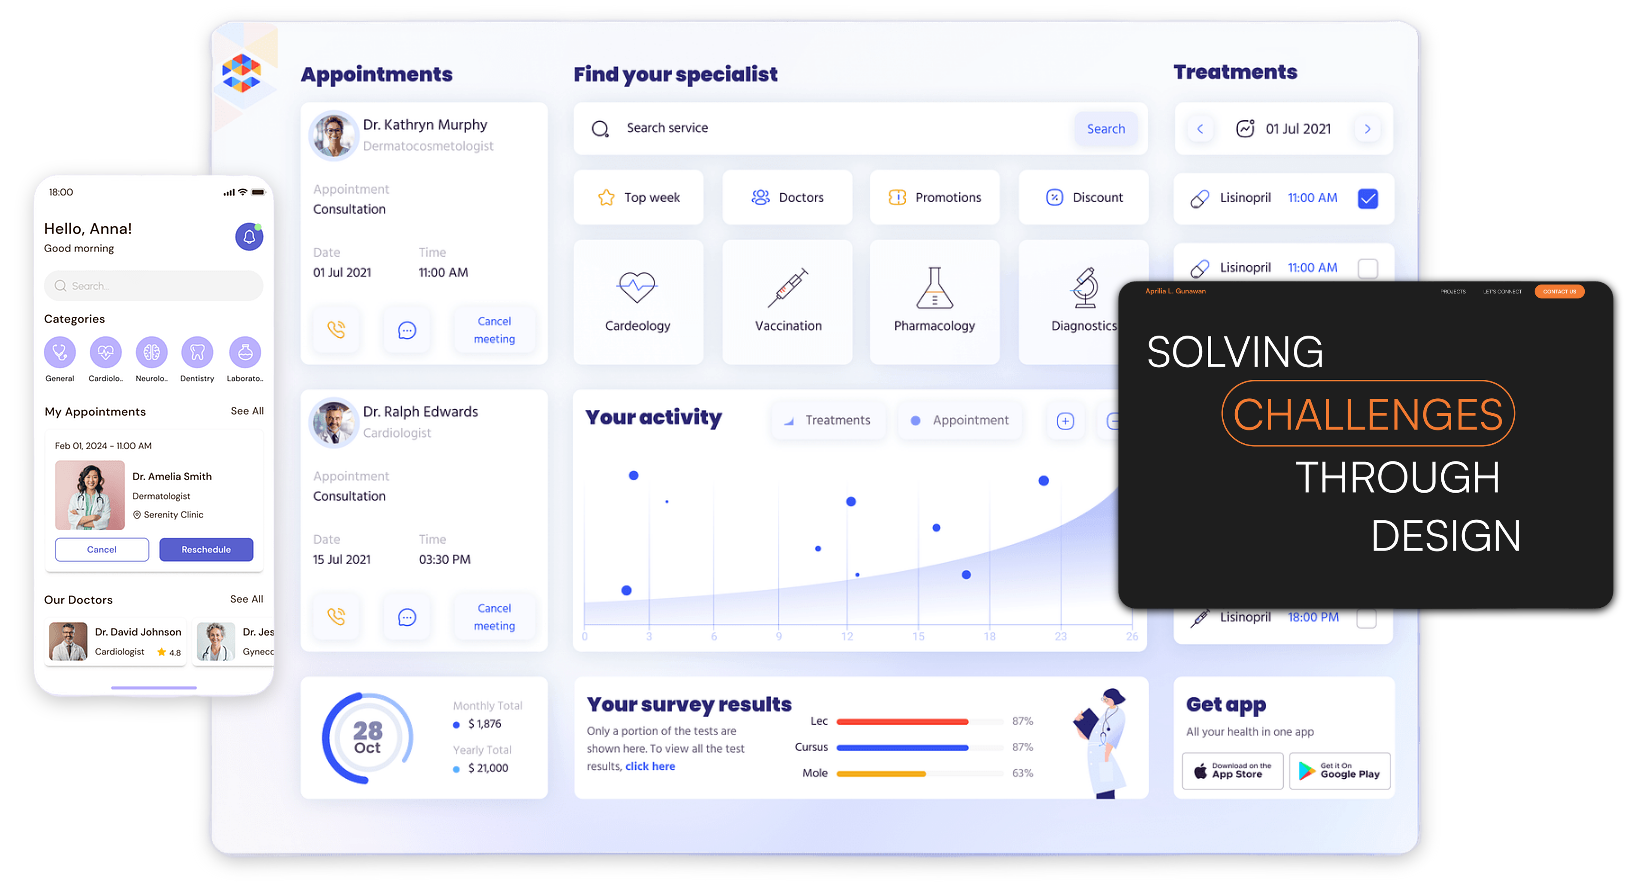 18:00
Hello, Anna!
Good morning
Search..
Categories
General
Cardiolo..
Neurolo..
Dentistry
Laborato..
My Appointments
See All
Feb 01, 2024 - 11:00 AM
Dr. Amelia Smith
Dermatologist
Serenity Clinic
Cancel
Reschedule
Our Doctors
See All
Dr. David Johnson
Cardiologist
4.8
Dr. Jes
Gynec
Appointments
Dr. Kathryn Murphy
Dermatocosmetologist
Appointment
Consultation
Date
Time
01 Jul 2021
11:00 AM
Cancel
meeting
Dr. Ralph Edwards
Cardiologist
Appointment
Consultation
Date
Time
15 Jul 2021
03:30 PM
Cancel
meeting
28
Oct
Monthly Total
$ 1,876
Yearly Total
$ 21,000
Find your specialist
Search service
Search
Top week
Doctors
Promotions
Discount
Cardeology
Vaccination
Pharmacology
Diagnostics
Your activity
Treatments
Appointment
0 3 6 9 12 15 18 23 26
Your survey results
Only a portion of the tests are
shown here. To view all the test
results, click here
Lec 87%
Cursus 87%
Mole 63%
Treatments
01 Jul 2021
Lisinopril 11:00 AM
Lisinopril 11:00 AM
Lisinopril 18:00 PM
Get app
All your health in one app
Download on the
App Store
Get it On
Google Play
Aprilia L. Gunawan
PROJECTS
LET'S CONNECT
CONTACT US
SOLVING
CHALLENGES
THROUGH
DESIGN